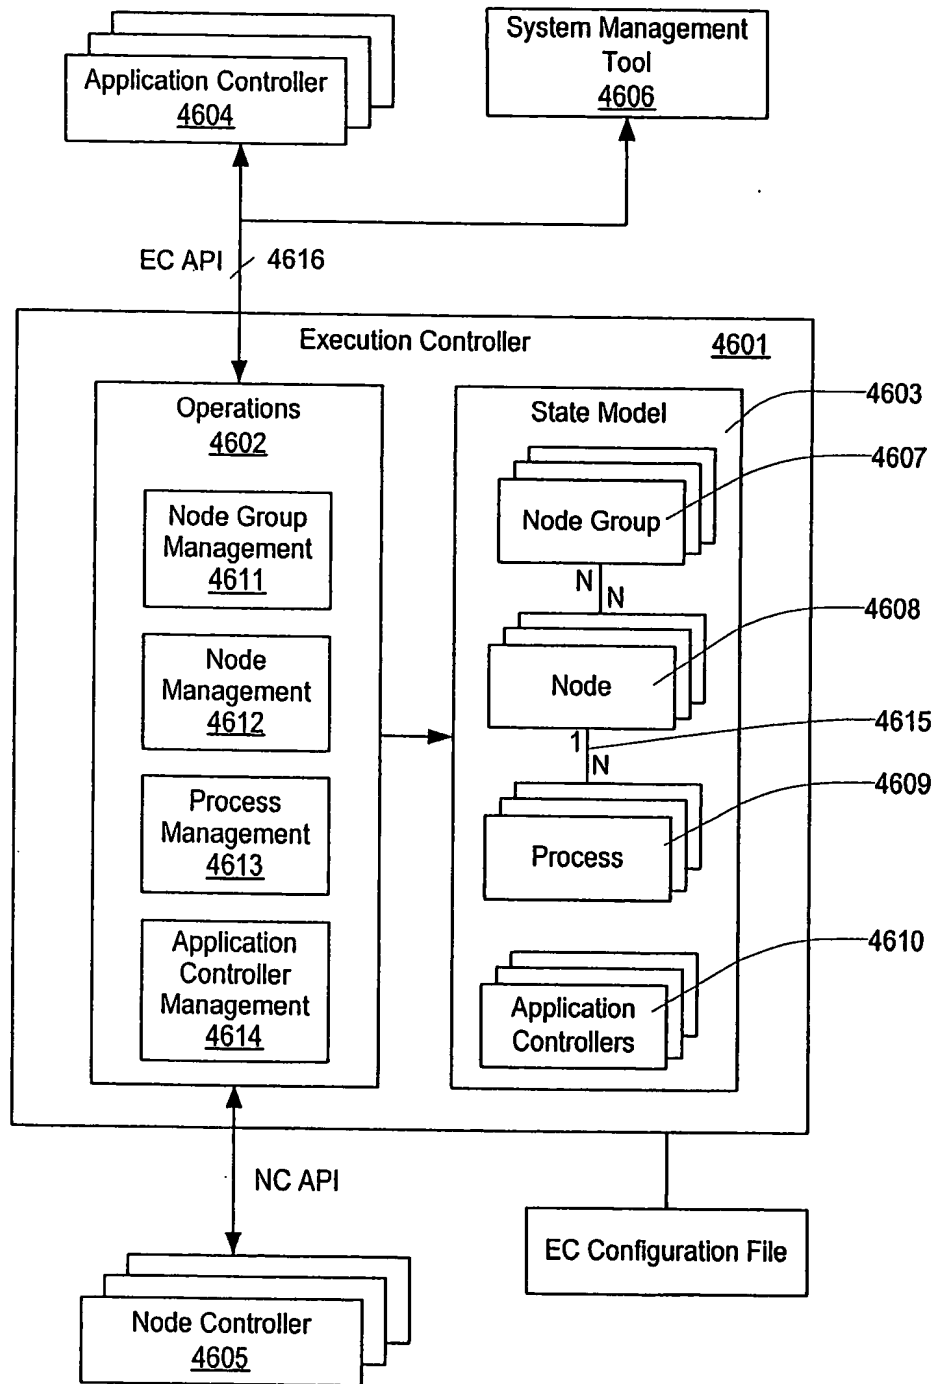 Application Controller
4604
System Management
Tool
4606
EC API
4616
Execution Controller
4601
Operations
4602
Node Group
Management
4611
Node
Management
4612
Process
Management
4613
Application
Controller
Management
4614
State Model
4603
4607
Node Group
N
N
4608
Node
4615
1
N
4609
Process
4610
Application
Controllers
NC API
EC Configuration File
Node Controller
4605